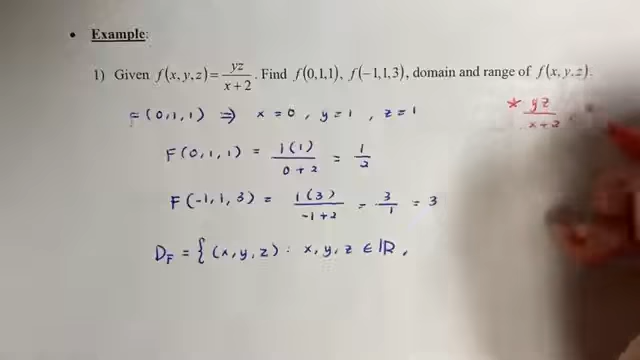 • Example:
1) Given f(x,y,z) = yz / x+2 . Find f(0,1,1), f(-1,1,3), domain and range of f(x,y,z).
= (0,1,1) ⇒ x = 0 , y = 1 , z = 1
* yz / x+2
F(0,1,1) = 1(1) / 0+2 = 1/2
F(-1,1,3) = 1(3) / -1+2 = 3/1 = 3
D_F = { (x,y,z) : x, y, z ∈ ℝ ,